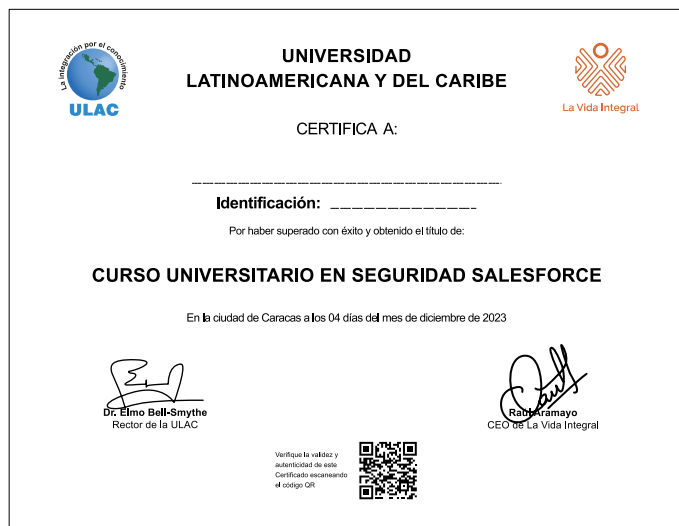 La integración por el conocimiento
ULAC
UNIVERSIDAD
LATINOAMERICANA Y DEL CARIBE
La Vida Integral
CERTIFICA A:
Identificación:
Por haber superado con éxito y obtenido el título de:
CURSO UNIVERSITARIO EN SEGURIDAD SALESFORCE
En la ciudad de Caracas a los 04 días del mes de diciembre de 2023
Dr. Elmo Bell-Smythe
Rector de la ULAC
Raúl Aramayo
CEO de La Vida Integral
Verifique la validez y
autenticidad de este
Certificado escaneando
el código QR